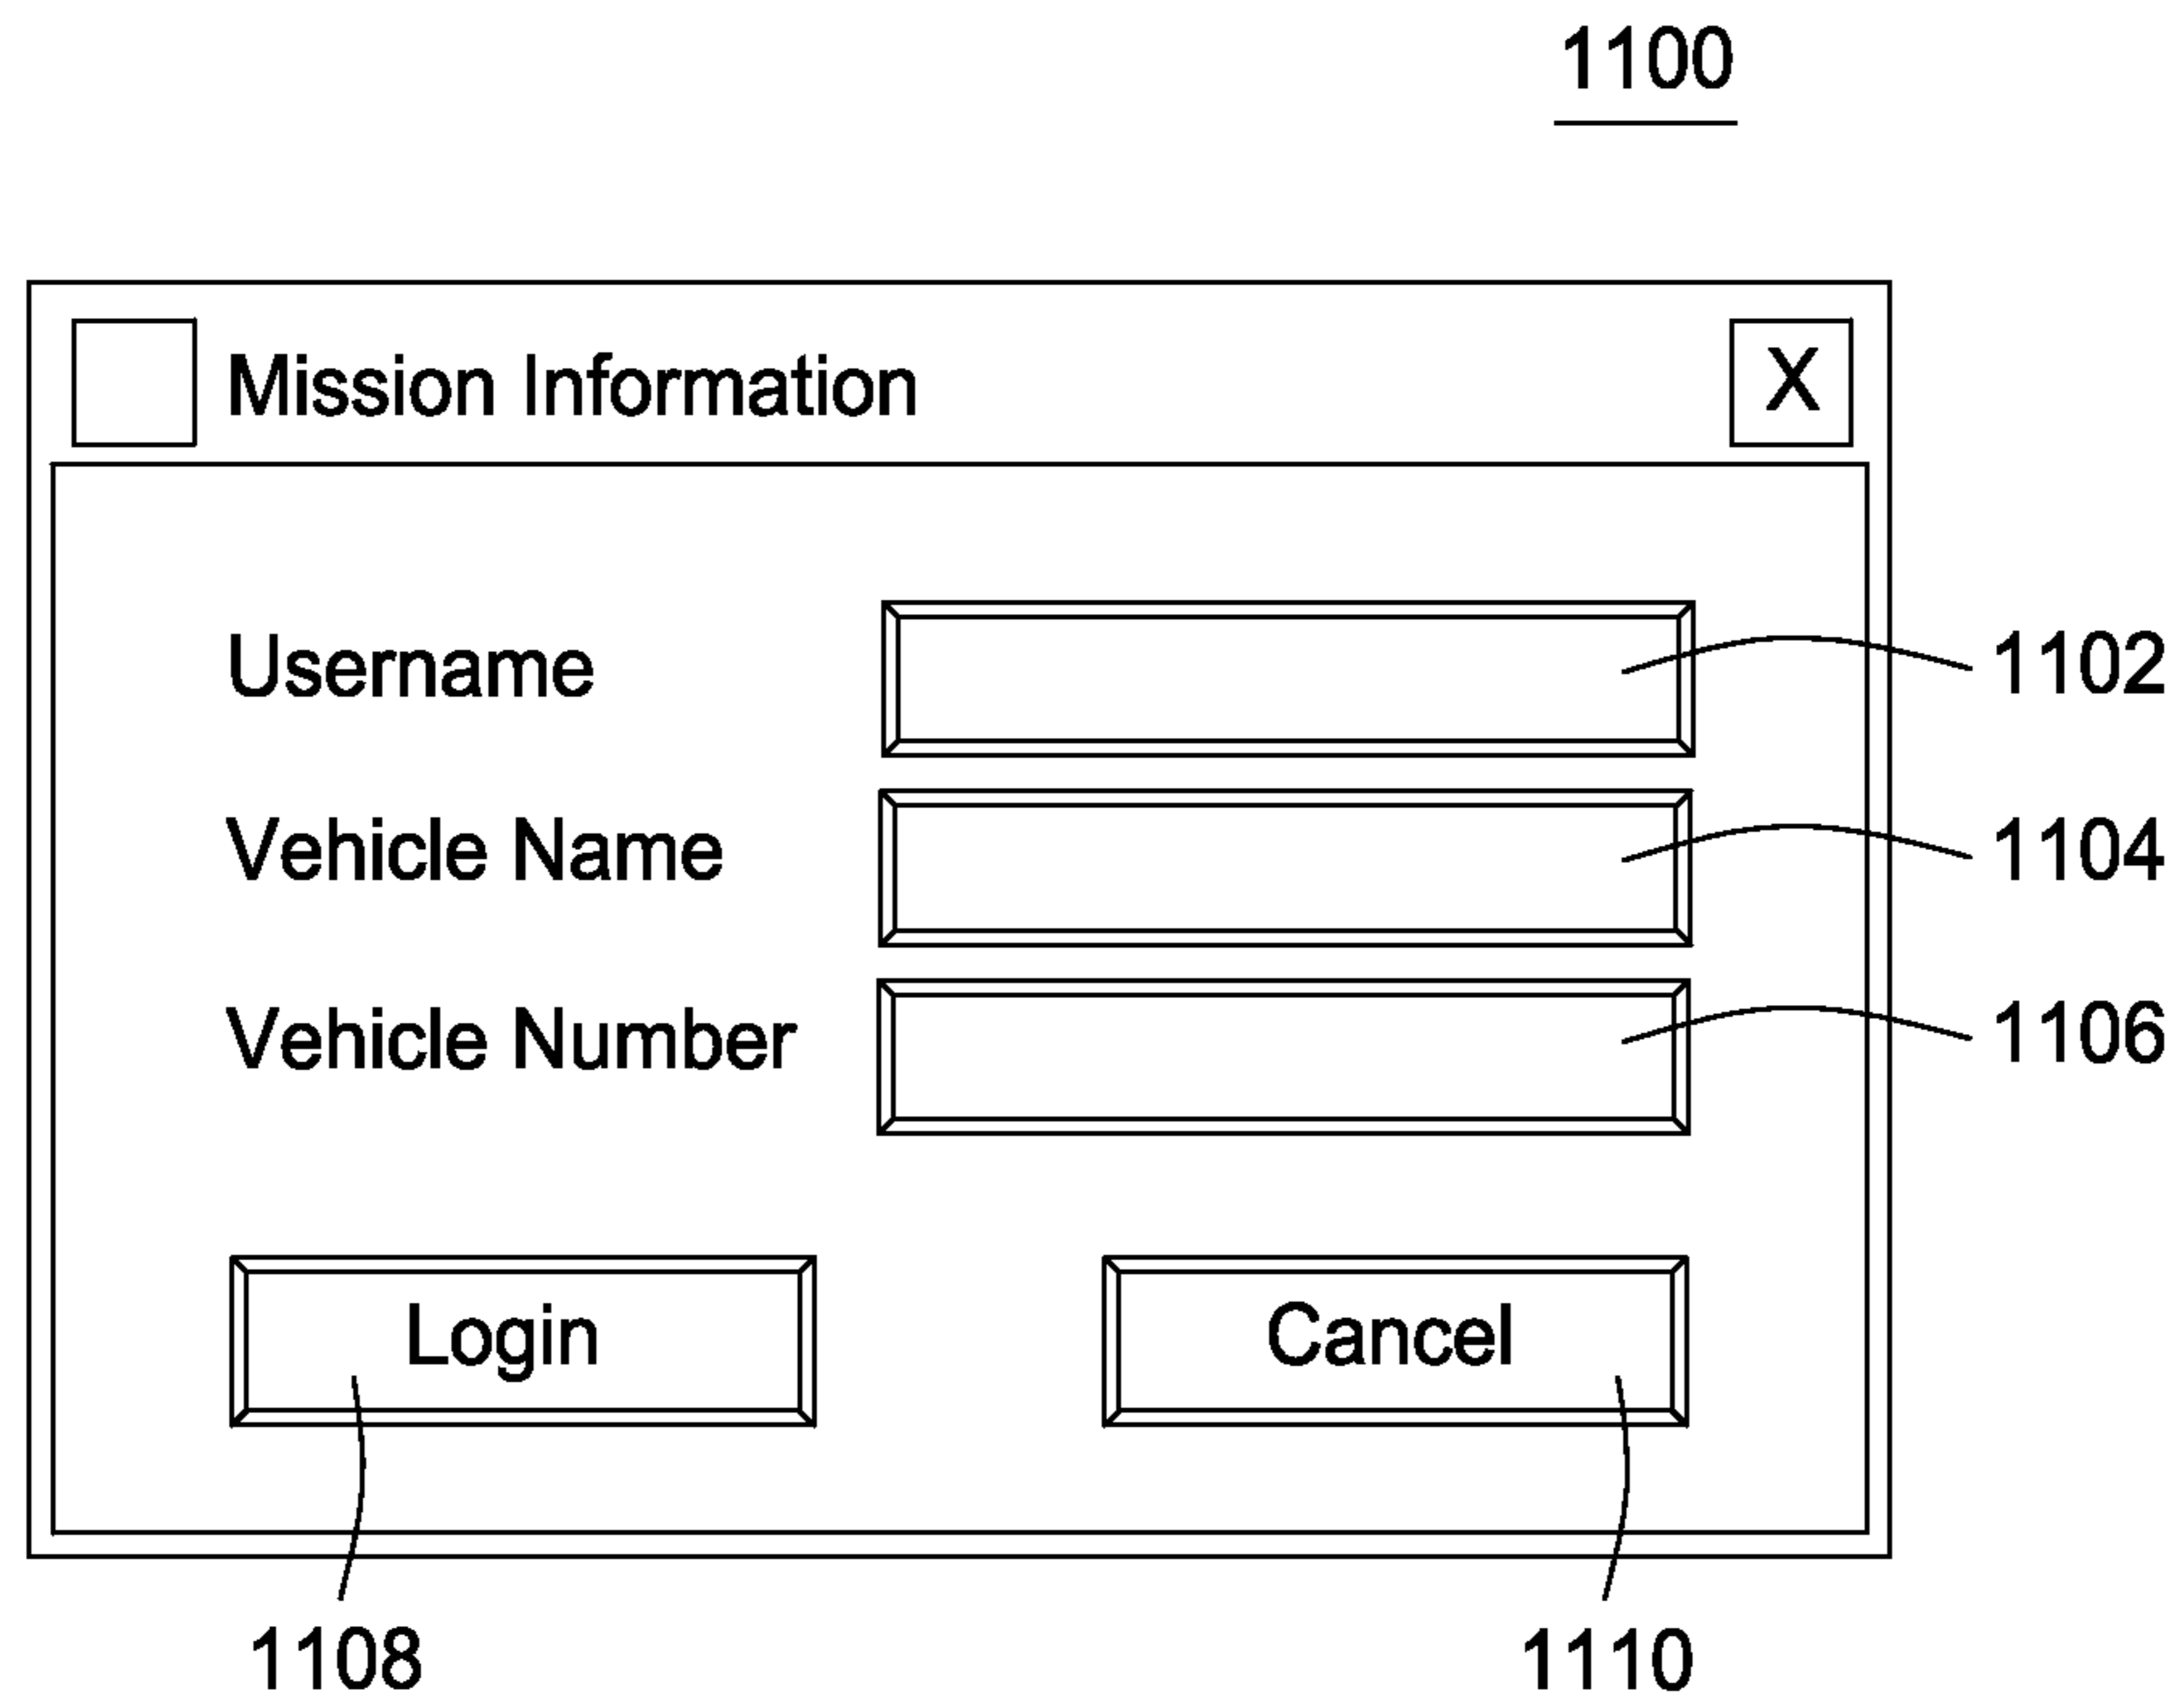 1100
Mission Information X
Username 1102
Vehicle Name 1104
Vehicle Number 1106
Login Cancel
1108 1110